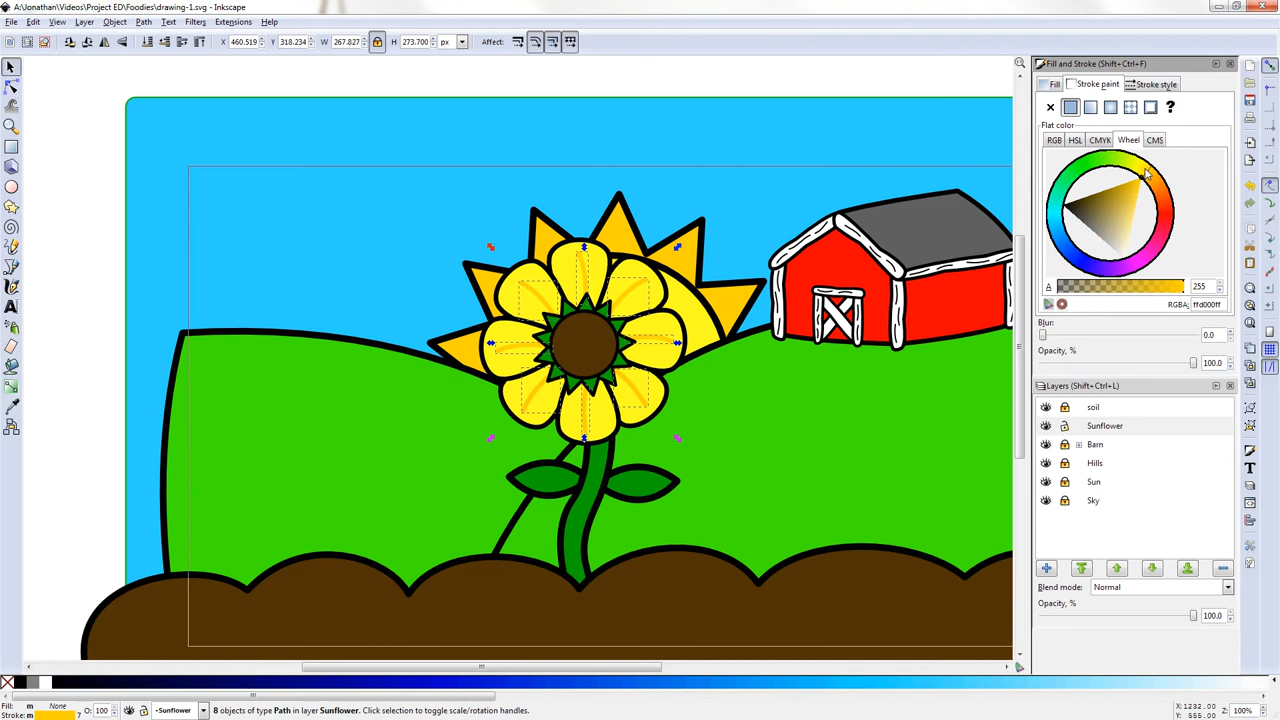 A:\Jonathan\Videos\Project ED\Foodies\drawing-1.svg - Inkscape
File Edit View Layer Object Path Text Filters Extensions Help
X 460.519 Y 318.234 W 267.827 H 273.700 px Affect:
Fill and Stroke (Shift+Ctrl+F)
Fill Stroke paint Stroke style
?
Flat color
RGB HSL CMYK Wheel CMS
A 255
RGBA: ffd000ff
Blur:
0.0
Opacity, %
100.0
Layers (Shift+Ctrl+L)
soil
Sunflower
Barn
Hills
Sun
Sky
Blend mode: Normal
Opacity, %
100.0
Fill: m None
Stroke: m 7
O: 100
Sunflower
8 objects of type Path in layer Sunflower. Click selection to toggle scale/rotation handles.
X: 1232.00
Y: 655.00
Z: 100%